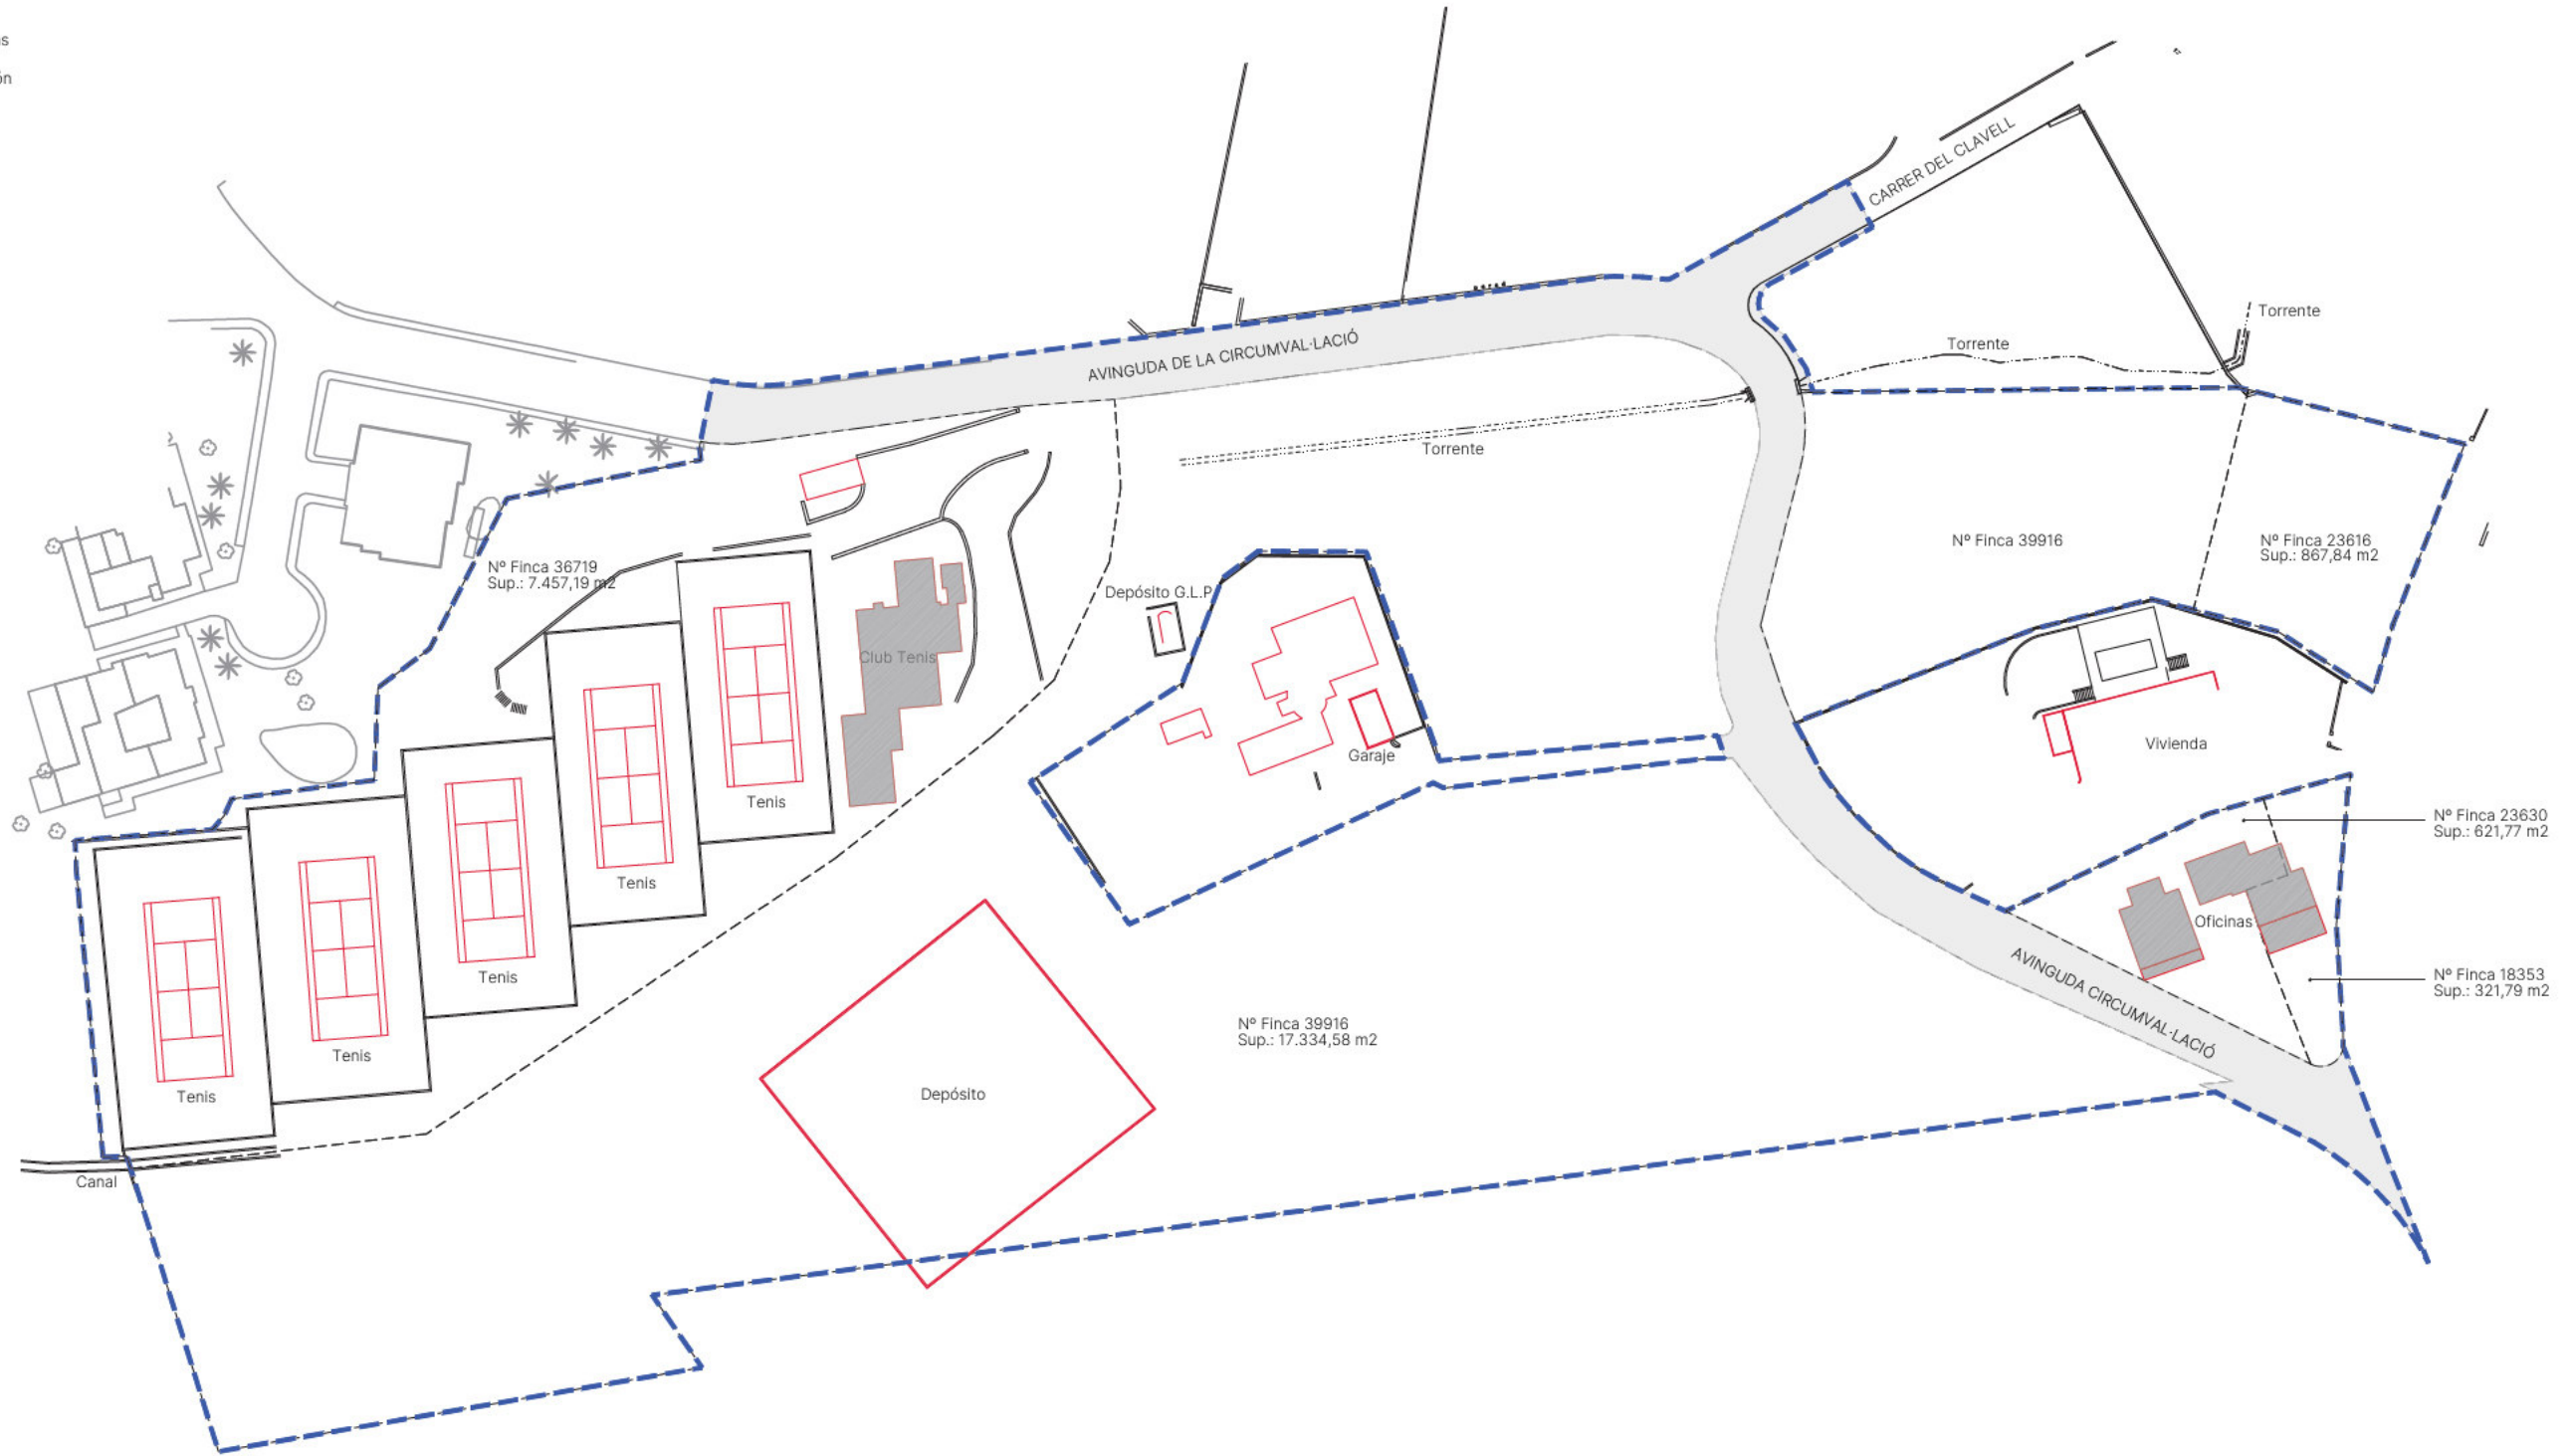 CARRER DEL CLAVELL
Torrente
Torrente
AVINGUDA DE LA CIRCUMVAL·LACIÓ
Torrente
Nº Finca 36719
Sup.: 7.457,19 m2
Nº Finca 39916
Nº Finca 23616
Sup.: 867,84 m2
Depósito G.L.P
Club Tenis
Garaje
Vivienda
Tenis
Tenis
Tenis
Tenis
Tenis
Nº Finca 23630
Sup.: 621,77 m2
Oficinas
Nº Finca 18353
Sup.: 321,79 m2
AVINGUDA CIRCUMVAL·LACIÓ
Nº Finca 39916
Sup.: 17.334,58 m2
Depósito
Canal